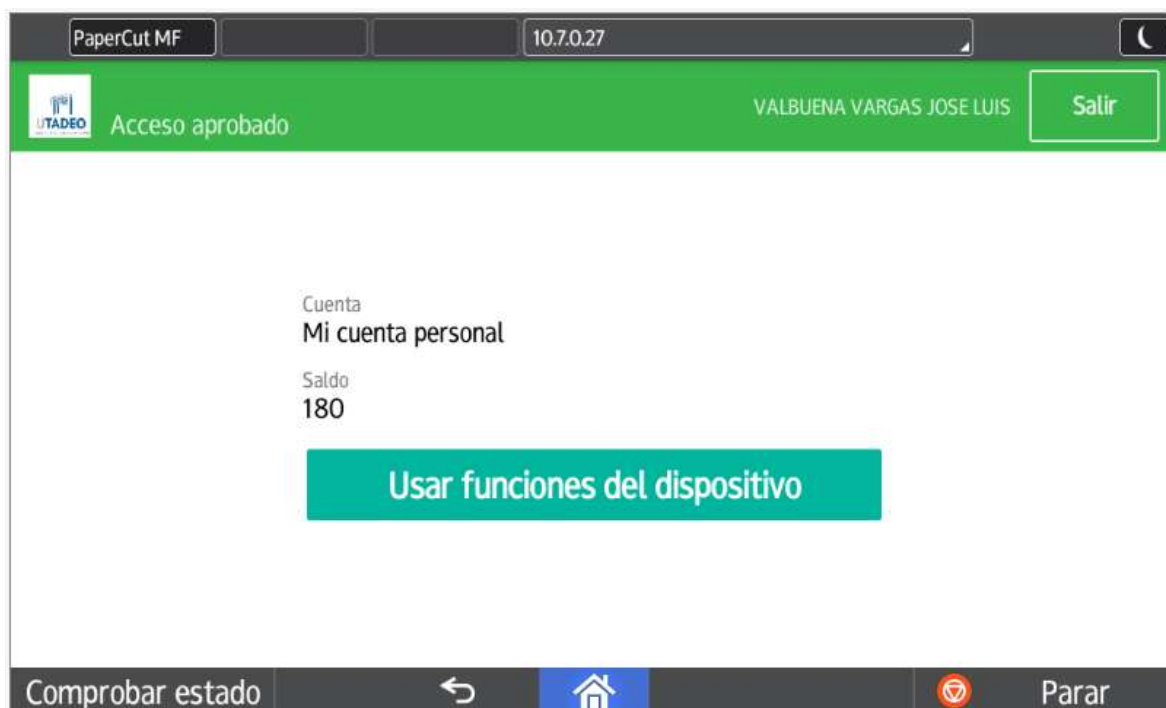 PaperCut MF
10.7.0.27
UTADEO
Acceso aprobado
VALBUENA VARGAS JOSE LUIS
Salir
Cuenta
Mi cuenta personal
Saldo
180
Usar funciones del dispositivo
Comprobar estado
Parar